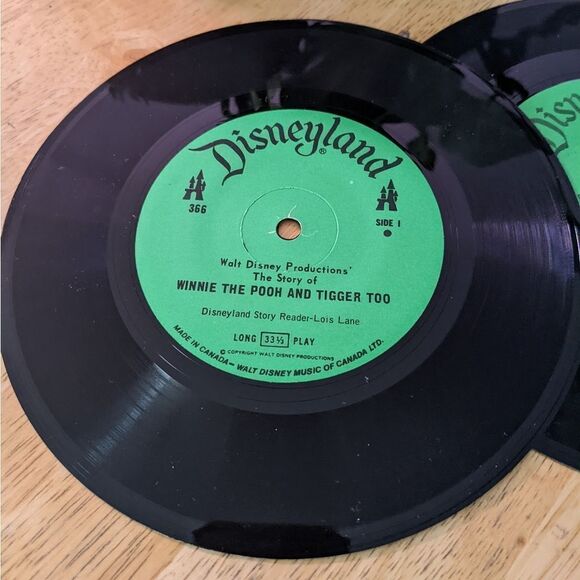 Disneyland®
366
SIDE 1
Walt Disney Productions'
The Story of
WINNIE THE POOH AND TIGGER TOO
Disneyland Story Reader-Lois Lane
LONG 33⅓ PLAY
© COPYRIGHT WALT DISNEY PRODUCTIONS
MADE IN CANADA— WALT DISNEY MUSIC OF CANADA LTD.
Disneyl